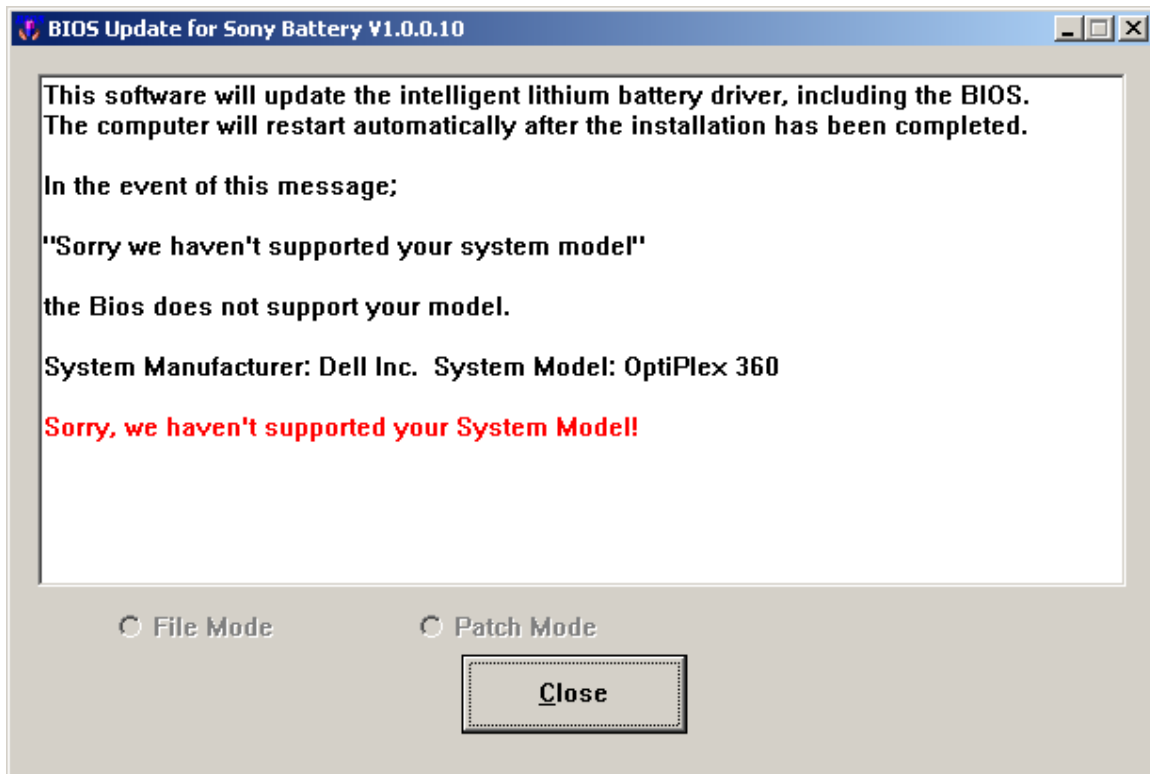 BIOS Update for Sony Battery V1.0.0.10
This software will update the intelligent lithium battery driver, including the BIOS.
The computer will restart automatically after the installation has been completed.
In the event of this message;
"Sorry we haven't supported your system model"
the Bios does not support your model.
System Manufacturer: Dell Inc.  System Model: OptiPlex 360
Sorry, we haven't supported your System Model!
File Mode
Patch Mode
Close